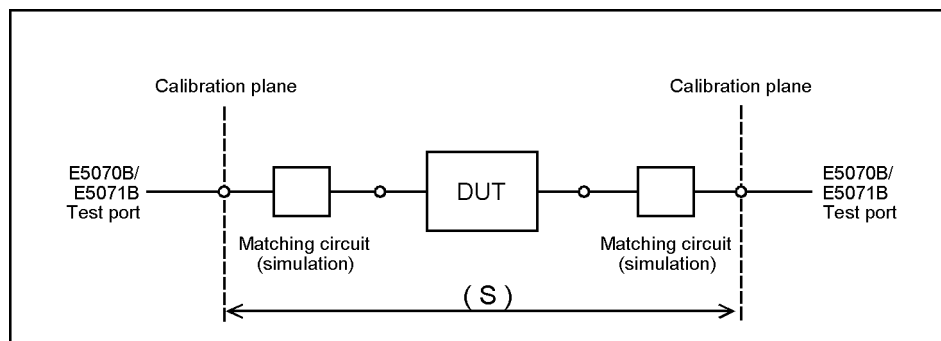 Calibration plane
Calibration plane
E5070B/
E5071B
Test port
DUT
E5070B/
E5071B
Test port
Matching circuit
(simulation)
Matching circuit
(simulation)
( S )